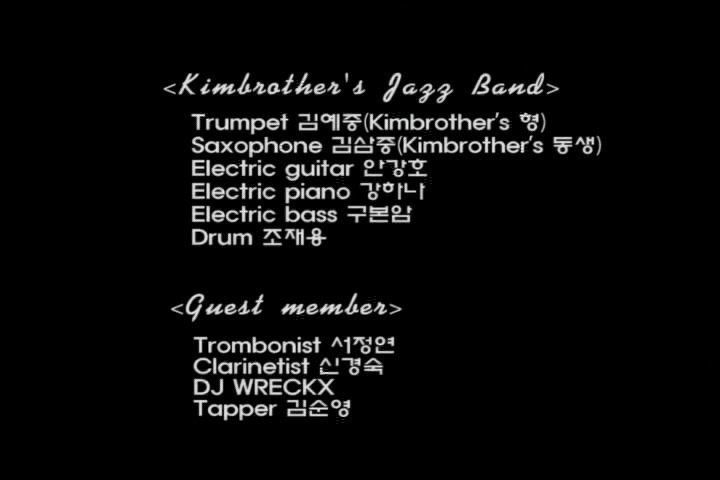 <Kimbrother's Jazz Band>
Trumpet 김예중(Kimbrother's 형)
Saxophone 김삼중(Kimbrother's 동생)
Electric guitar 안강호
Electric piano 강하나
Electric bass 구본암
Drum 조재용
<Guest member>
Trombonist 서정연
Clarinetist 신경숙
DJ WRECKX
Tapper 김순영